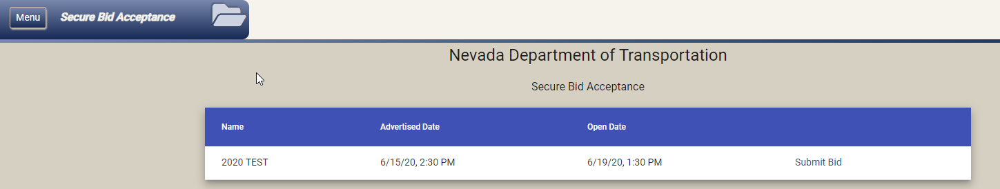 Menu Secure Bid Acceptance
Nevada Department of Transportation
Secure Bid Acceptance
Name Advertised Date Open Date
2020 TEST 6/15/20, 2:30 PM 6/19/20, 1:30 PM Submit Bid